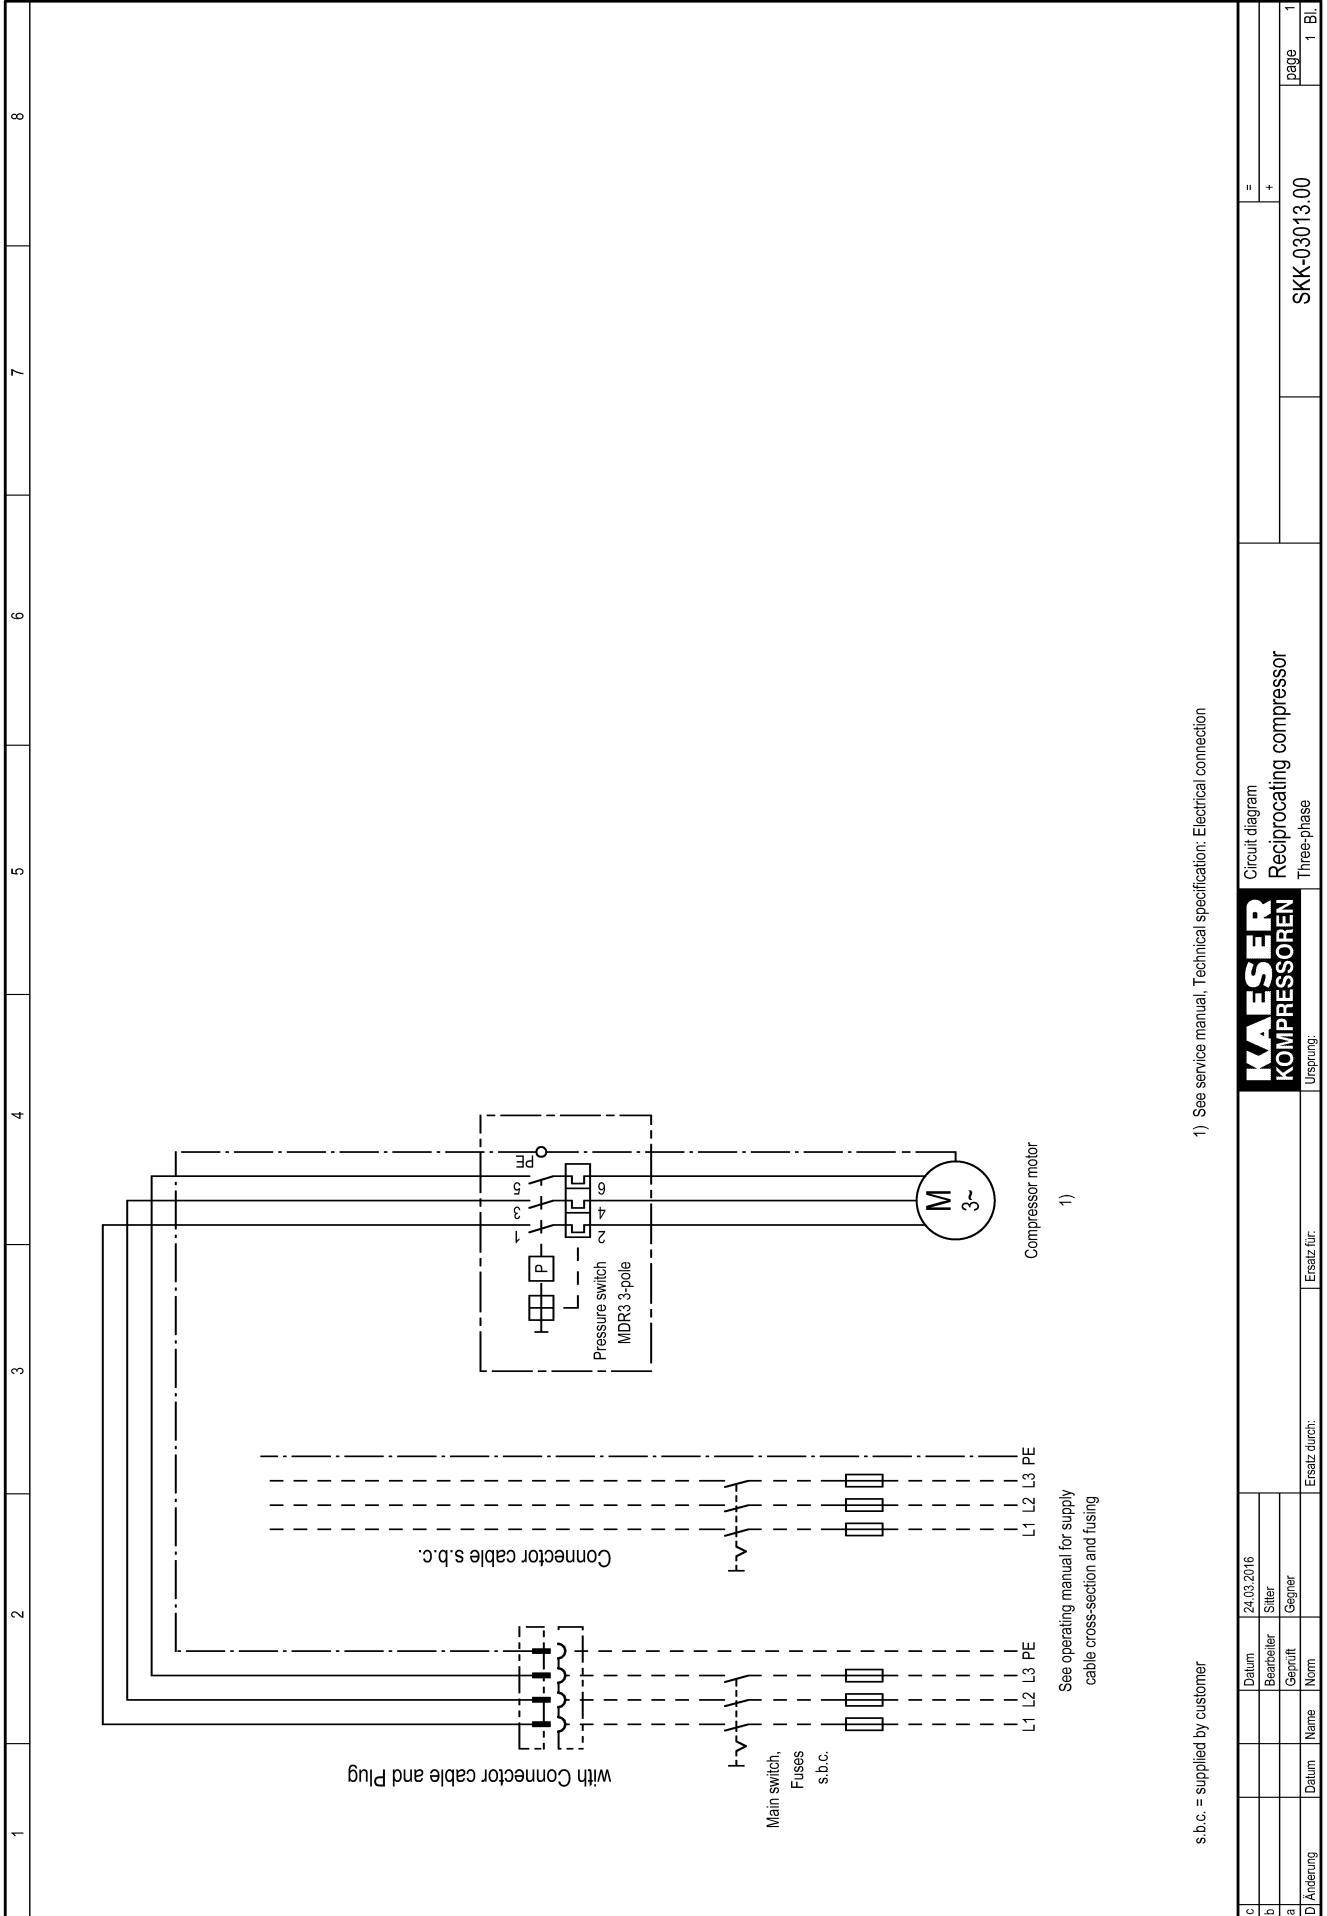 1
2
3
4
5
6
7
8
with Connector cable and Plug
Connector cable s.b.c.
Main switch,
Fuses
s.b.c.
L1 L2 L3 PE
L1 L2 L3 PE
See operating manual for supply
cable cross-section and fusing
1 3 5 PE
P
2 4 6
Pressure switch
MDR3 3-pole
M
3~
Compressor motor
1)
s.b.c. = supplied by customer
1) See service manual, Technical specification: Electrical connection
c
b
a
D Änderung Datum Name Norm
Datum 24.03.2016
Bearbeiter Sitter
Geprüft Gegner
Ersatz durch:
Ersatz für:
Ursprung:
KAESER
KOMPRESSOREN
Circuit diagram
Reciprocating compressor
Three-phase
=
+
SKK-03013.00
page 1
1 Bl.